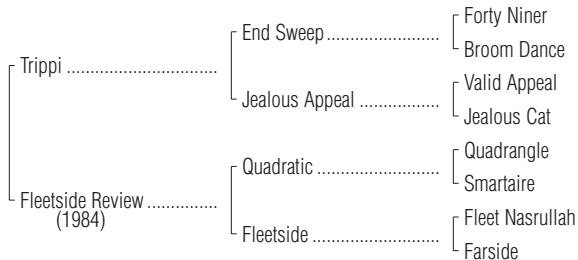 Forty Niner
End Sweep
Broom Dance
Trippi
Valid Appeal
Jealous Appeal
Jealous Cat
Quadrangle
Quadratic
Smartaire
Fleetside Review
(1984)
Fleet Nasrullah
Fleetside
Farside